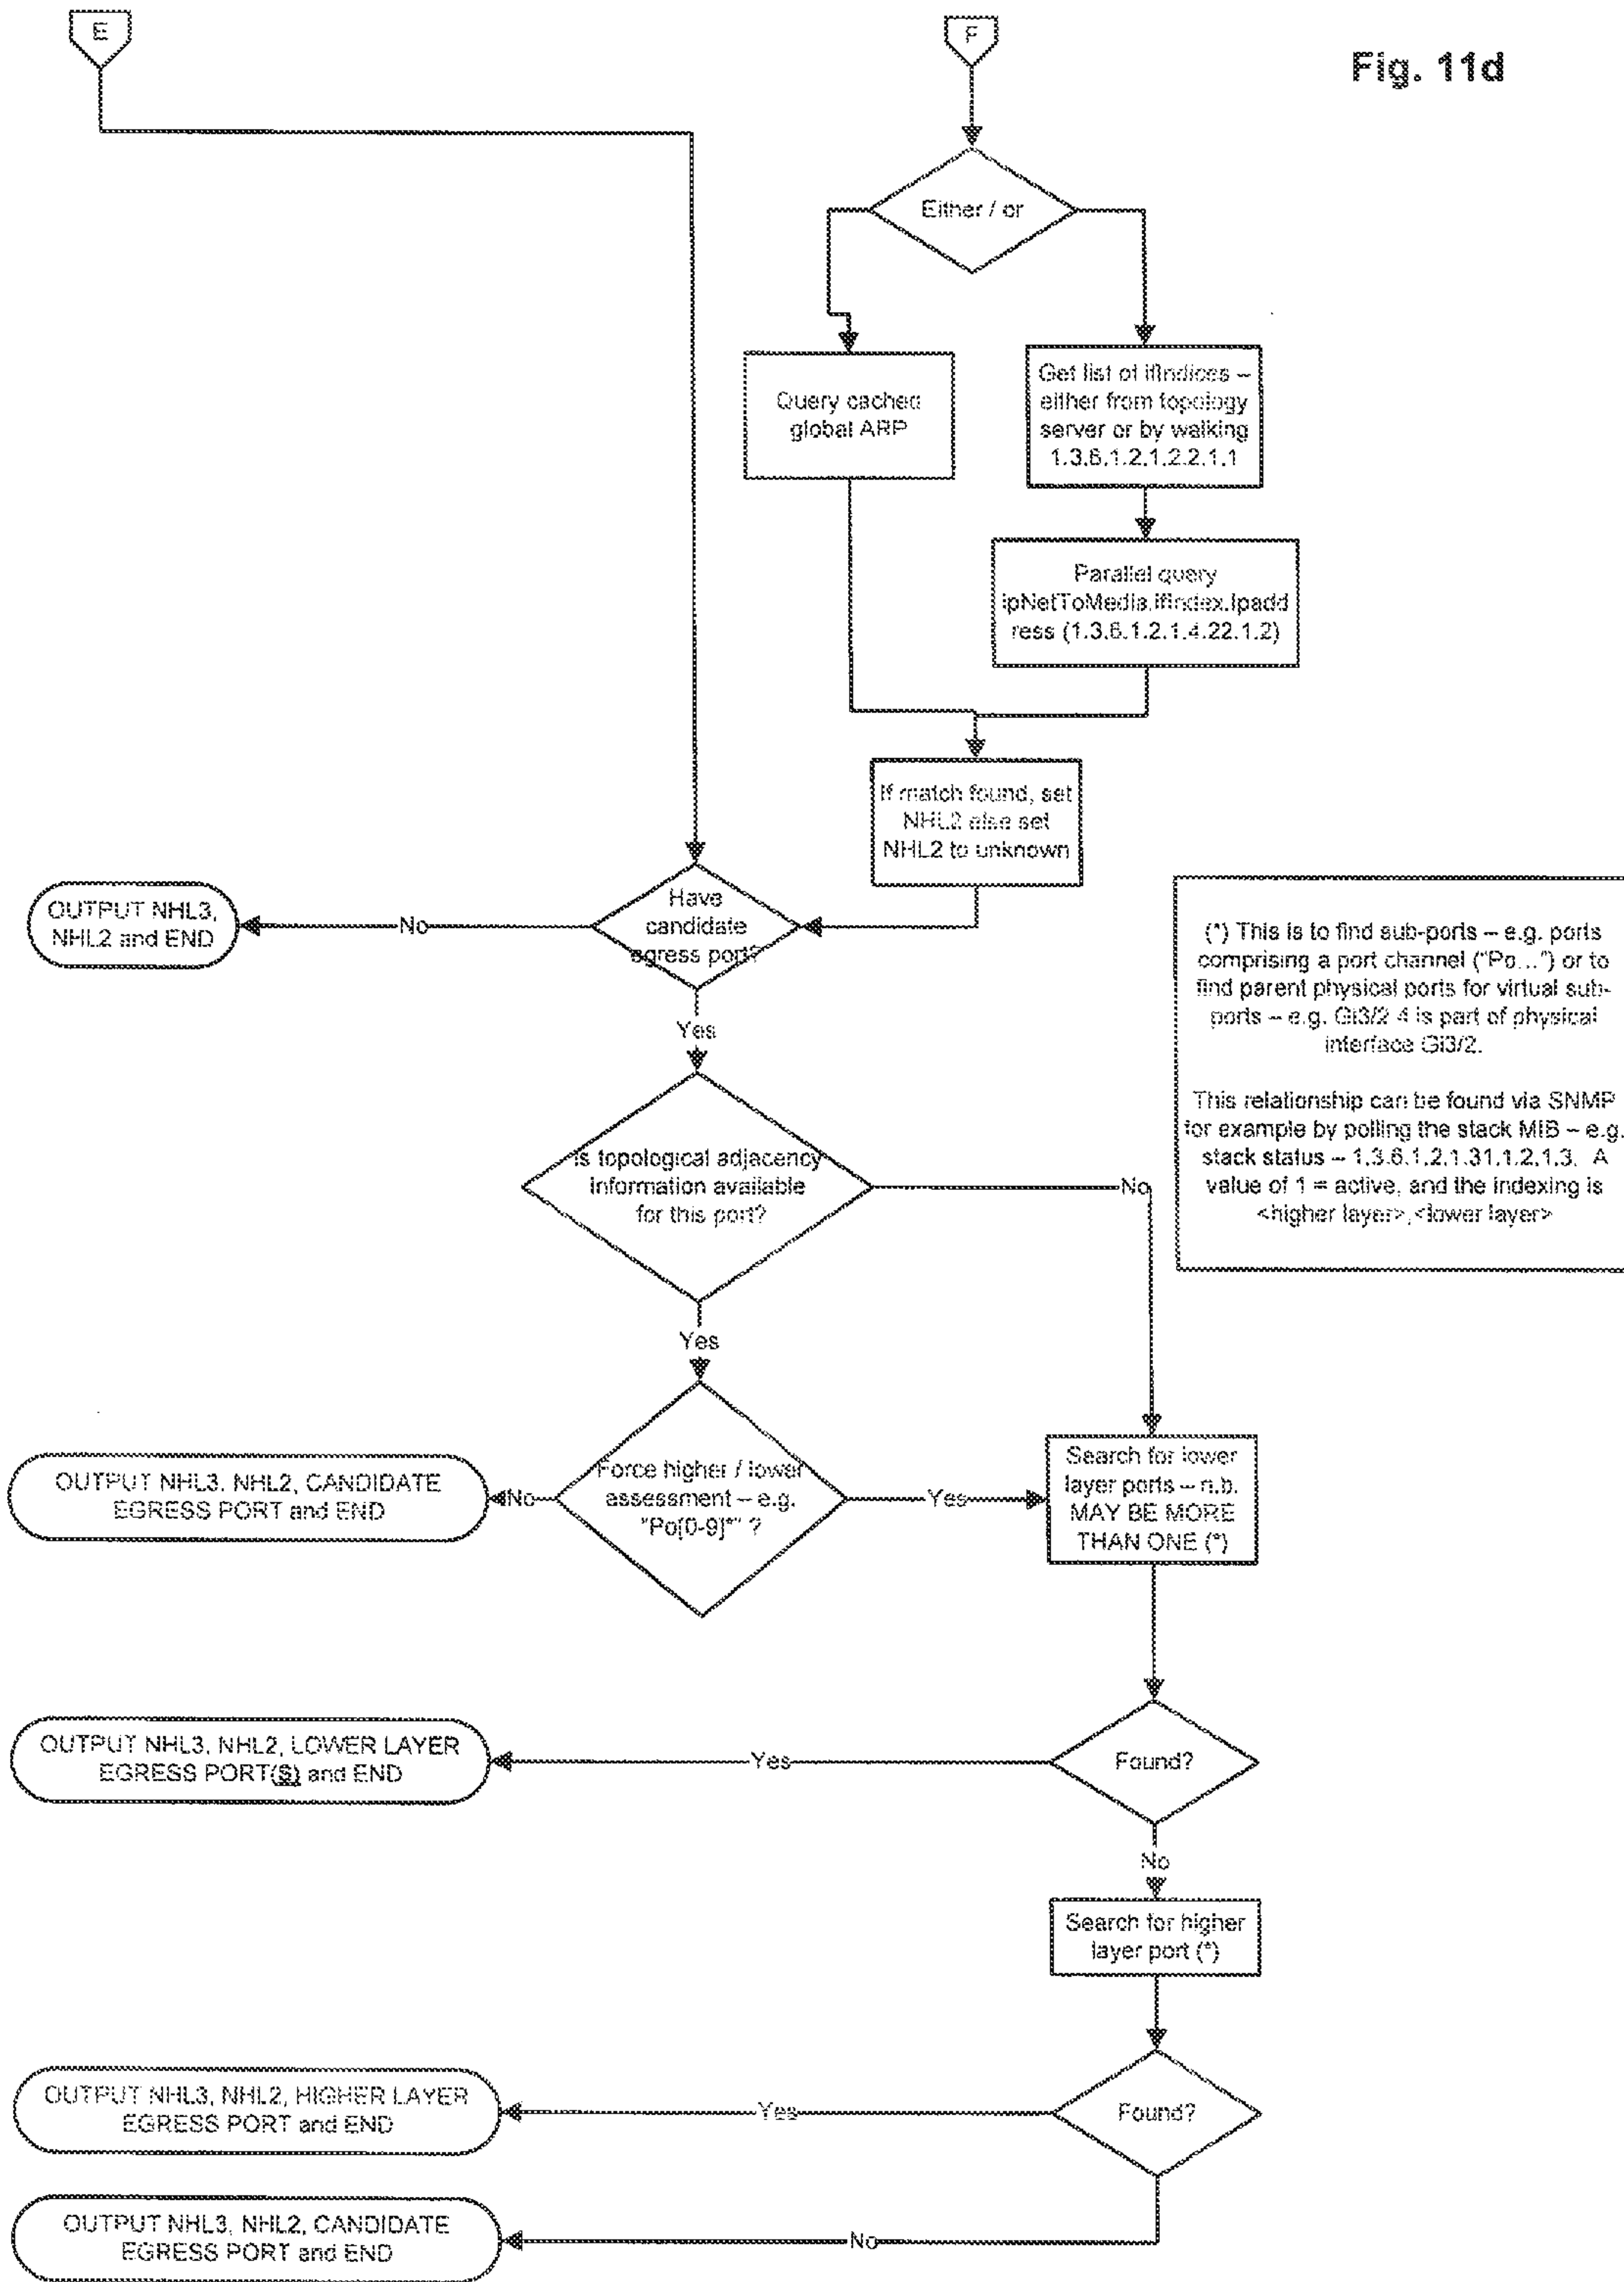 E
F
Fig. 11d
Either / or
Query cached
global ARP
Get list of ifIndices –
either from topology
server or by walking
1.3.6.1.2.1.2.2.1.1
Parallel query
ipNetToMedia.ifIndex.Ipadd
ress (1.3.6.1.2.1.4.22.1.2)
If match found, set
NHL2 else set
NHL2 to unknown
Have
candidate
egress port?
No
OUTPUT NHL3,
NHL2 and END
Yes
(*) This is to find sub-ports – e.g. ports
comprising a port channel ("Po...") or to
find parent physical ports for virtual sub-
ports – e.g. Gi3/2.4 is part of physical
interface Gi3/2.
This relationship can be found via SNMP
for example by polling the stack MIB – e.g.
stack status – 1.3.6.1.2.1.31.1.2.1.3. A
value of 1 = active, and the indexing is
<higher layer>.<lower layer>
Is topological adjacency
information available
for this port?
No
Yes
Force higher / lower
assessment – e.g.
"Po[0-9]*" ?
No
OUTPUT NHL3, NHL2, CANDIDATE
EGRESS PORT and END
Yes
Search for lower
layer ports – n.b.
MAY BE MORE
THAN ONE (*)
Found?
Yes
OUTPUT NHL3, NHL2, LOWER LAYER
EGRESS PORT(S) and END
No
Search for higher
layer port (*)
Found?
Yes
OUTPUT NHL3, NHL2, HIGHER LAYER
EGRESS PORT and END
No
OUTPUT NHL3, NHL2, CANDIDATE
EGRESS PORT and END